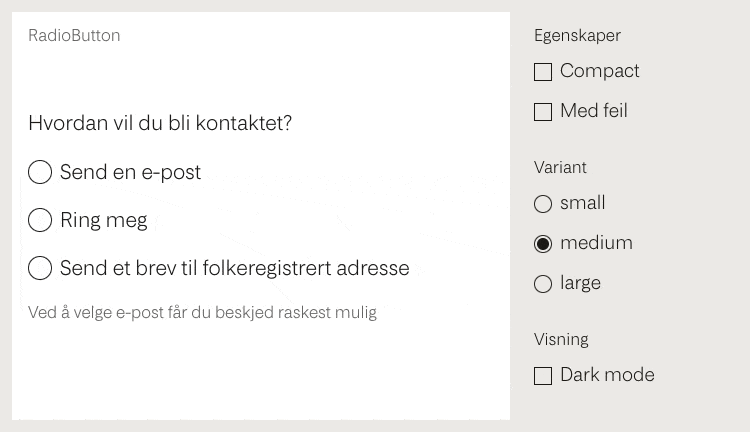 RadioButton
Hvordan vil du bli kontaktet?
Send en e-post
Ring meg
Send et brev til folkeregistrert adresse
Ved å velge e-post får du beskjed raskest mulig
Egenskaper
Compact
Med feil
Variant
small
medium
large
Visning
Dark mode